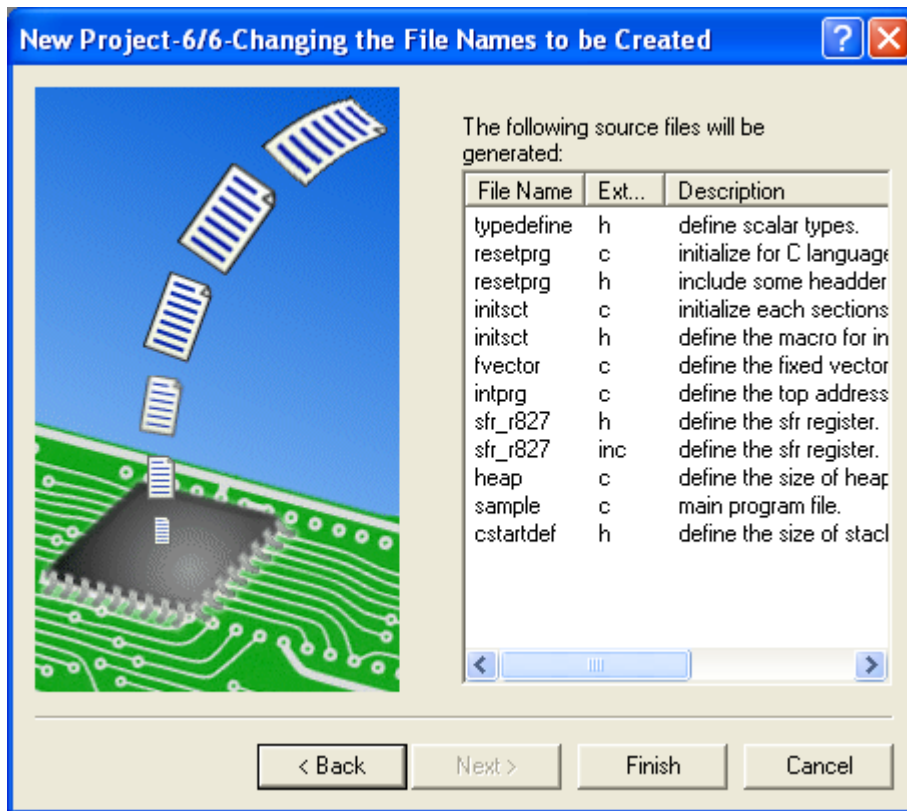 New Project-6/6-Changing the File Names to be Created
The following source files will be
generated:
File Name Ext... Description
typedefine h define scalar types.
resetprg c initialize for C language
resetprg h include some headder
initsct c initialize each sections
initsct h define the macro for in
fvector c define the fixed vector
intprg c define the top address
sfr_r827 h define the sfr register.
sfr_r827 inc define the sfr register.
heap c define the size of heap
sample c main program file.
cstartdef h define the size of stacl
< Back Next > Finish Cancel